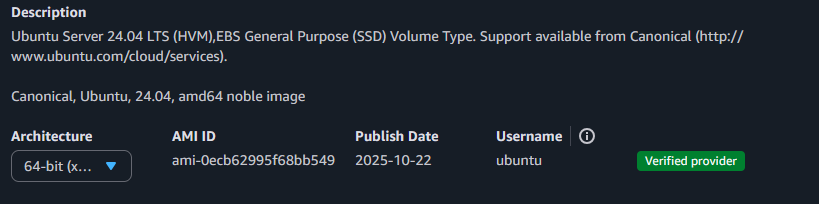 Description
Ubuntu Server 24.04 LTS (HVM),EBS General Purpose (SSD) Volume Type. Support available from Canonical (http://
www.ubuntu.com/cloud/services).
Canonical, Ubuntu, 24.04, amd64 noble image
Architecture AMI ID Publish Date Username
64-bit (x... ami-0ecb62995f68bb549 2025-10-22 ubuntu Verified provider